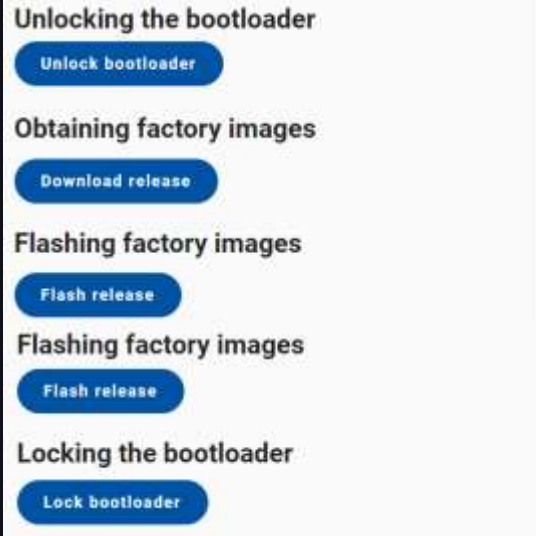 Unlocking the bootloader
Unlock bootloader
Obtaining factory images
Download release
Flashing factory images
Flash release
Flashing factory images
Flash release
Locking the bootloader
Lock bootloader